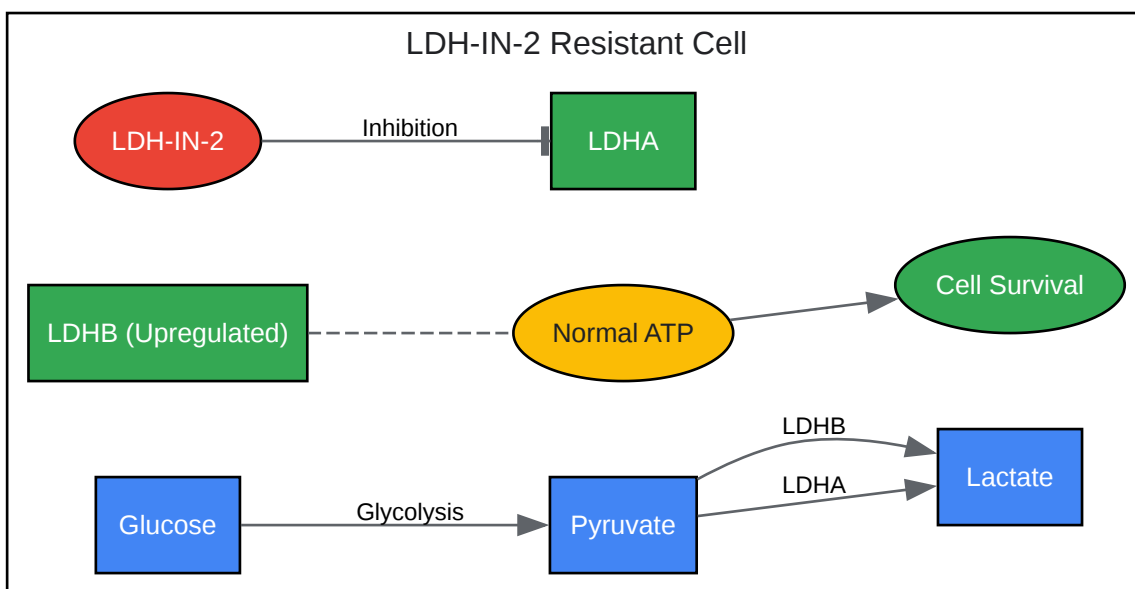 LDH-IN-2 Resistant Cell
LDH-IN-2
Inhibition
LDHA
LDHB (Upregulated)
Normal ATP
Cell Survival
Glucose
Glycolysis
Pyruvate
LDHB
LDHA
Lactate